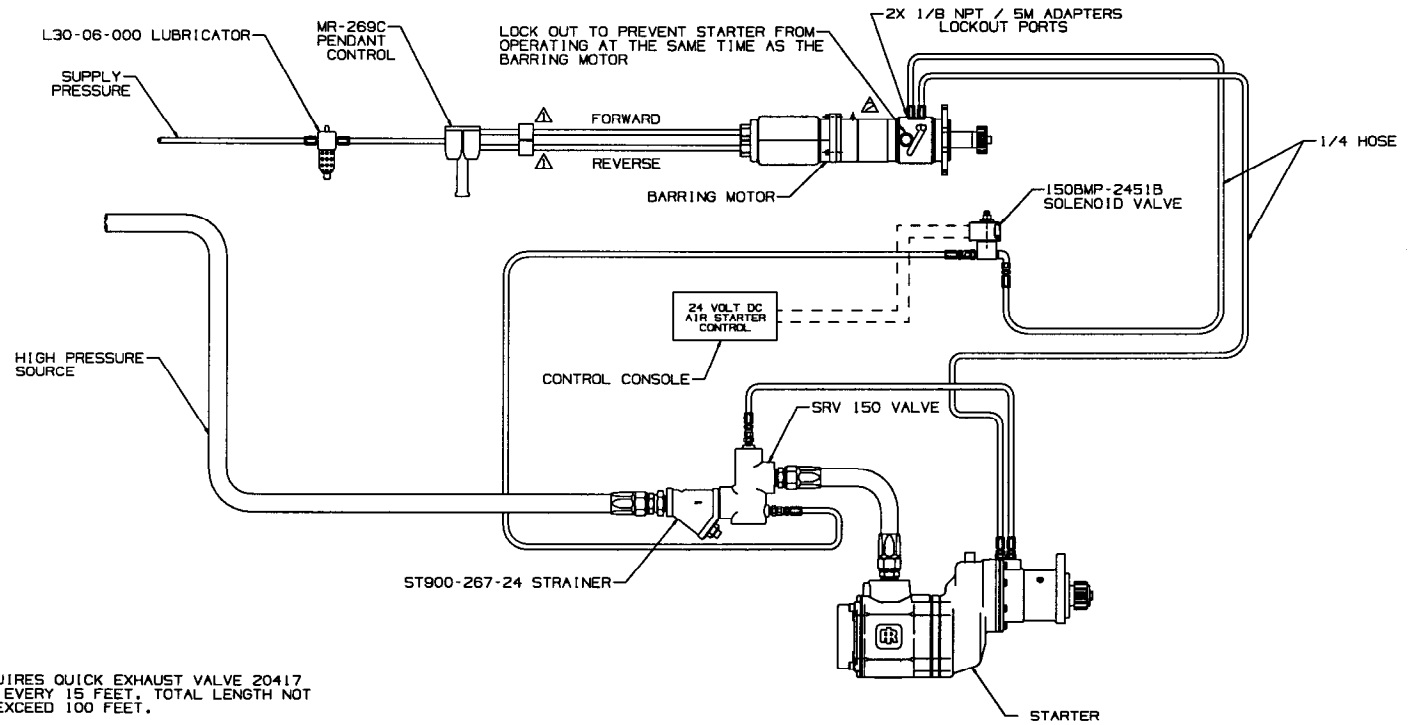 L30-06-000 LUBRICATOR
MR-269C
PENDANT
CONTROL
LOCK OUT TO PREVENT STARTER FROM
OPERATING AT THE SAME TIME AS THE
BARRING MOTOR
2X 1/8 NPT / 5M ADAPTERS
LOCKOUT PORTS
SUPPLY
PRESSURE
FORWARD
REVERSE
1/4 HOSE
BARRING MOTOR
150BMP-2451B
SOLENOID VALVE
24 VOLT DC
AIR STARTER
CONTROL
HIGH PRESSURE
SOURCE
CONTROL CONSOLE
SRV 150 VALVE
ST900-267-24 STRAINER
IR
UIRES QUICK EXHAUST VALVE 20417
EVERY 15 FEET. TOTAL LENGTH NOT
EXCEED 100 FEET.
STARTER